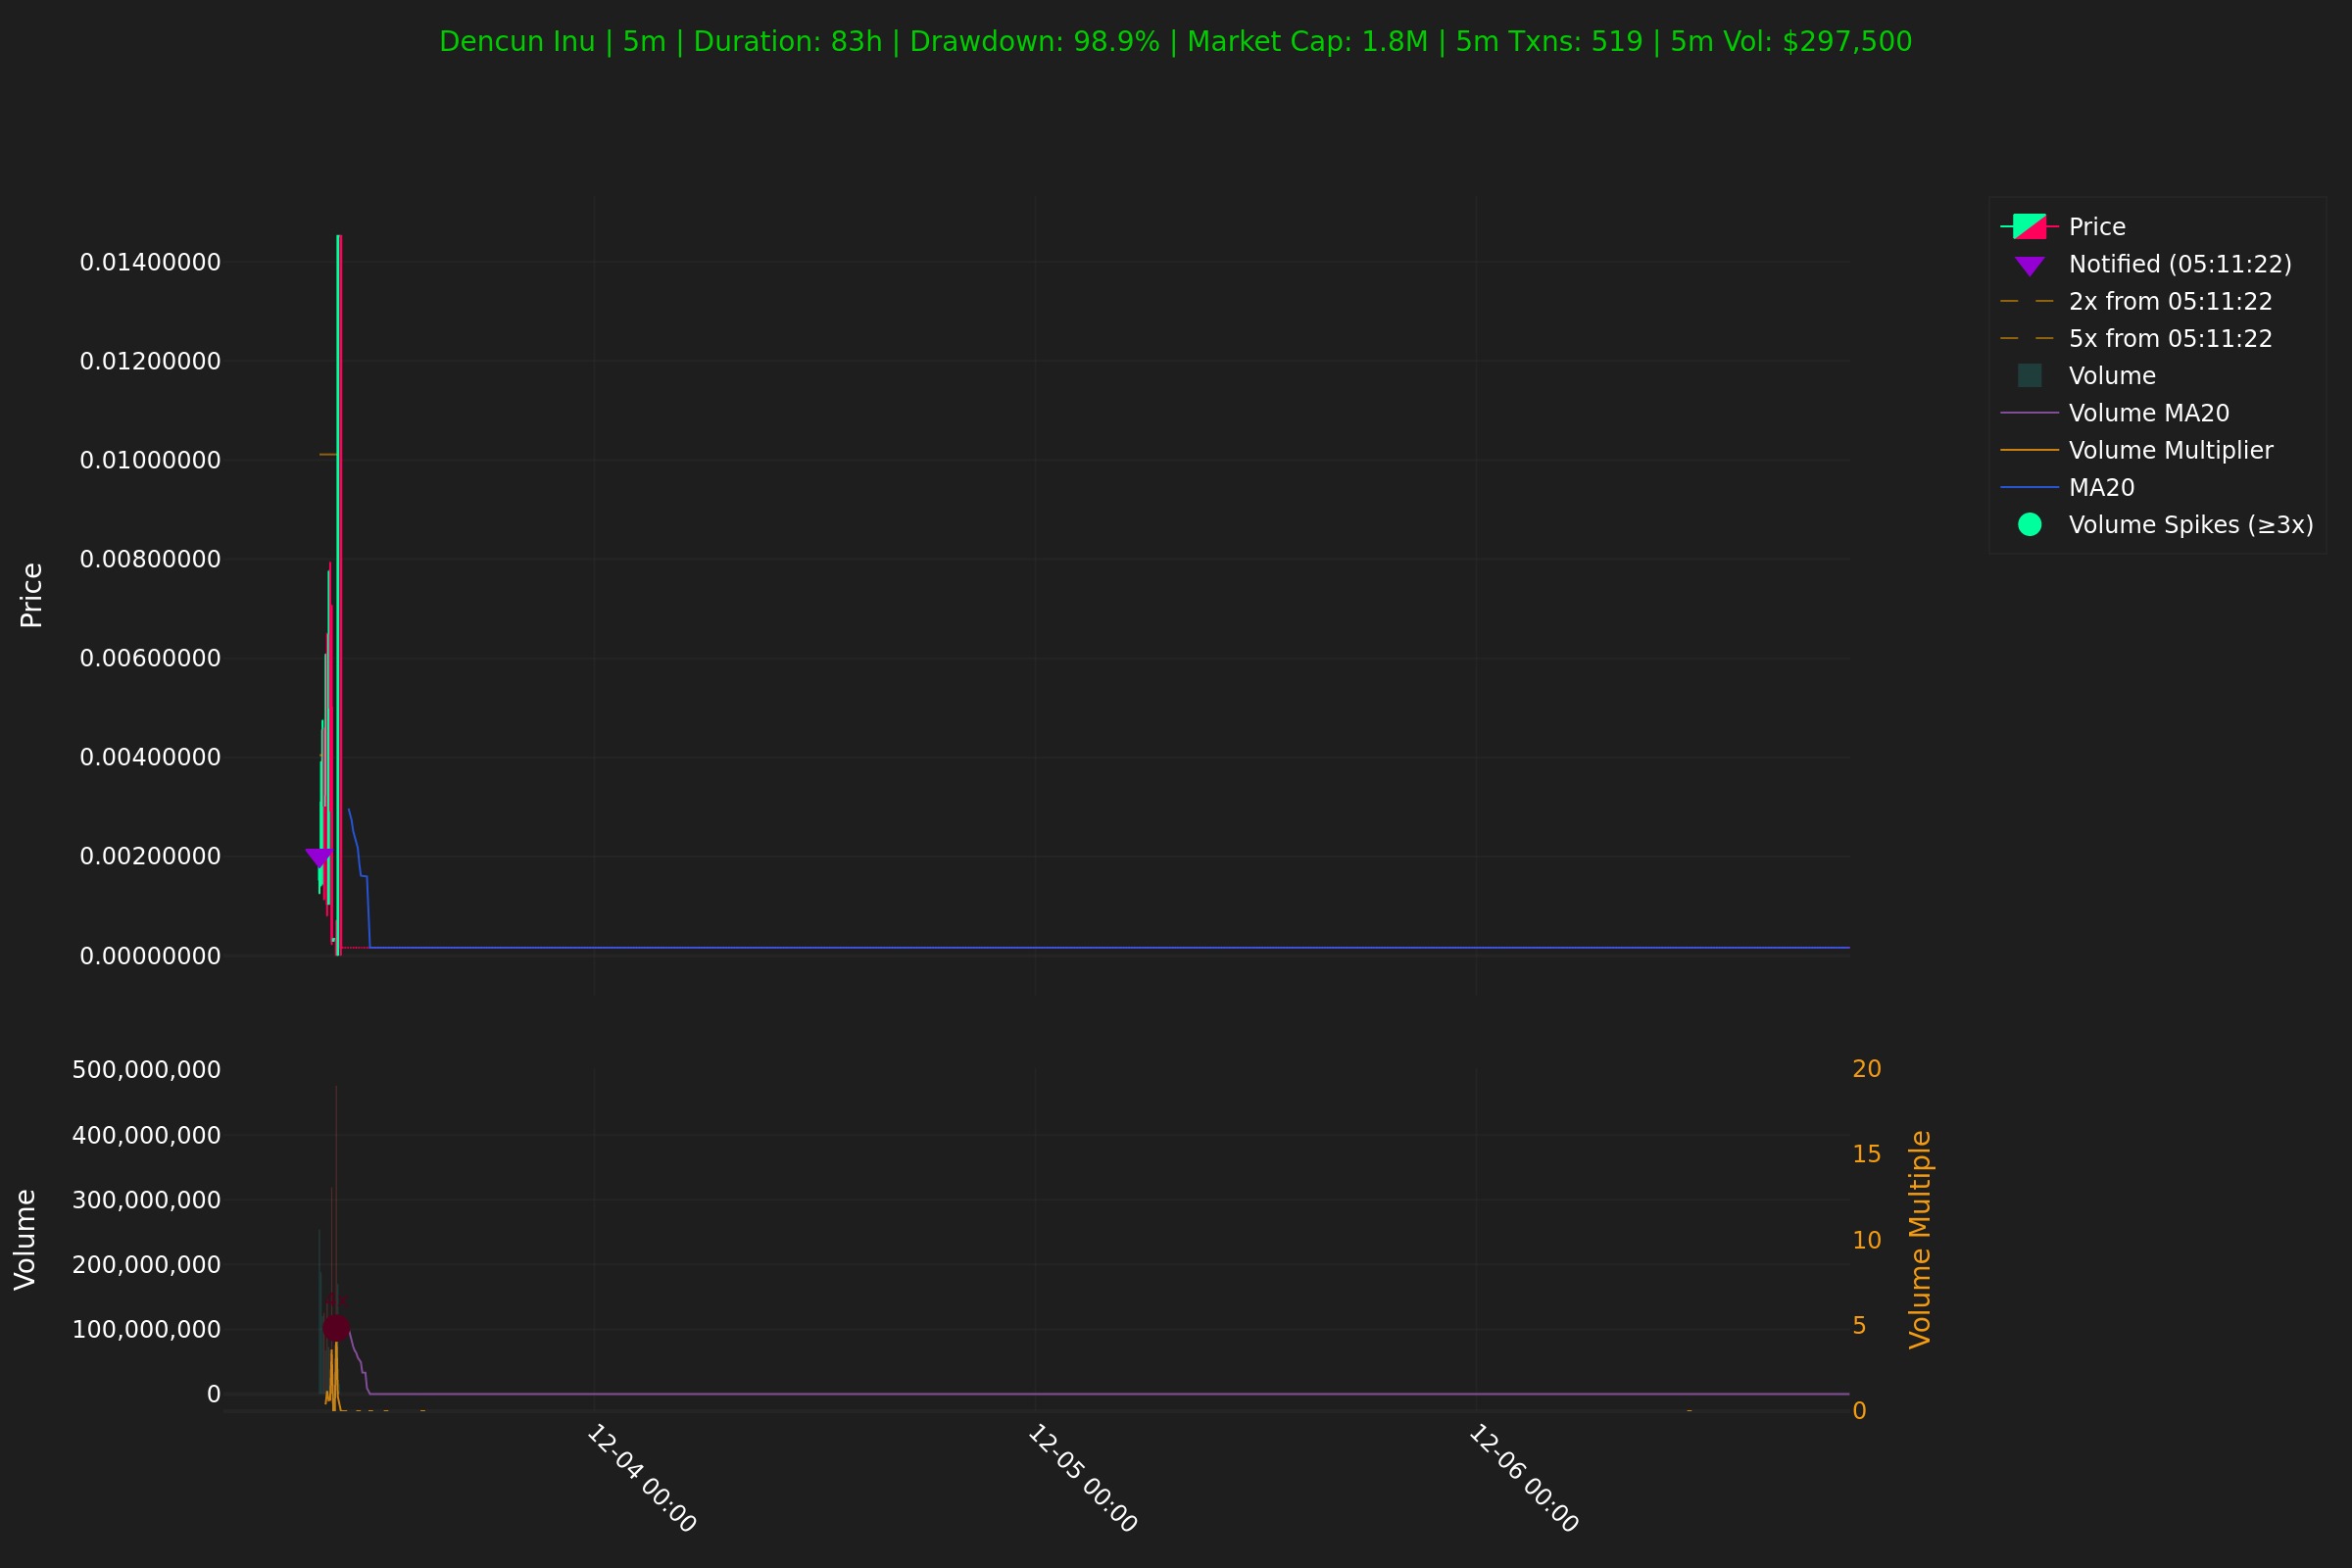 Dencun Inu | 5m | Duration: 83h | Drawdown: 98.9% | Market Cap: 1.8M | 5m Txns: 519 | 5m Vol: $297,500
Price
0.01400000
0.01200000
0.01000000
0.00800000
0.00600000
0.00400000
0.00200000
0.00000000
Price
Notified (05:11:22)
2x from 05:11:22
5x from 05:11:22
Volume
Volume MA20
Volume Multiplier
MA20
Volume Spikes (≥3x)
Volume
500,000,000
400,000,000
300,000,000
200,000,000
100,000,000
0
20
15
10
5
0
Volume Multiple
12-04 00:00
12-05 00:00
12-06 00:00